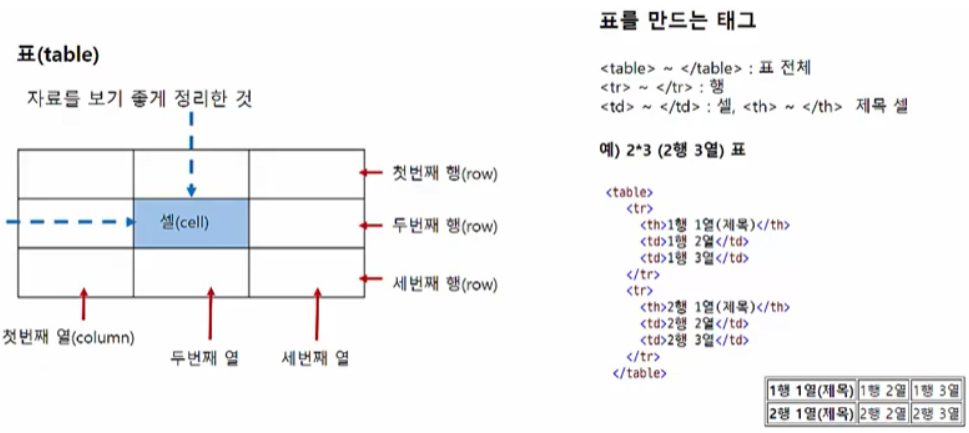 표(table)
자료를 보기 좋게 정리한 것
첫번째 행(row)
셀(cell)
두번째 행(row)
세번째 행(row)
첫번째 열(column)
두번째 열
세번째 열
표를 만드는 태그
<table> ~ </table> : 표 전체
<tr> ~ </tr> : 행
<td> ~ </td> : 셀, <th> ~ </th> 제목 셀
예) 2*3 (2행 3열) 표
<table>
<tr>
<th>1행 1열(제목)</th>
<td>1행 2열</td>
<td>1행 3열</td>
</tr>
<tr>
<th>2행 1열(제목)</th>
<td>2행 2열</td>
<td>2행 3열</td>
</tr>
</table>
1행 1열(제목) 1행 2열 1행 3열
2행 1열(제목) 2행 2열 2행 3열